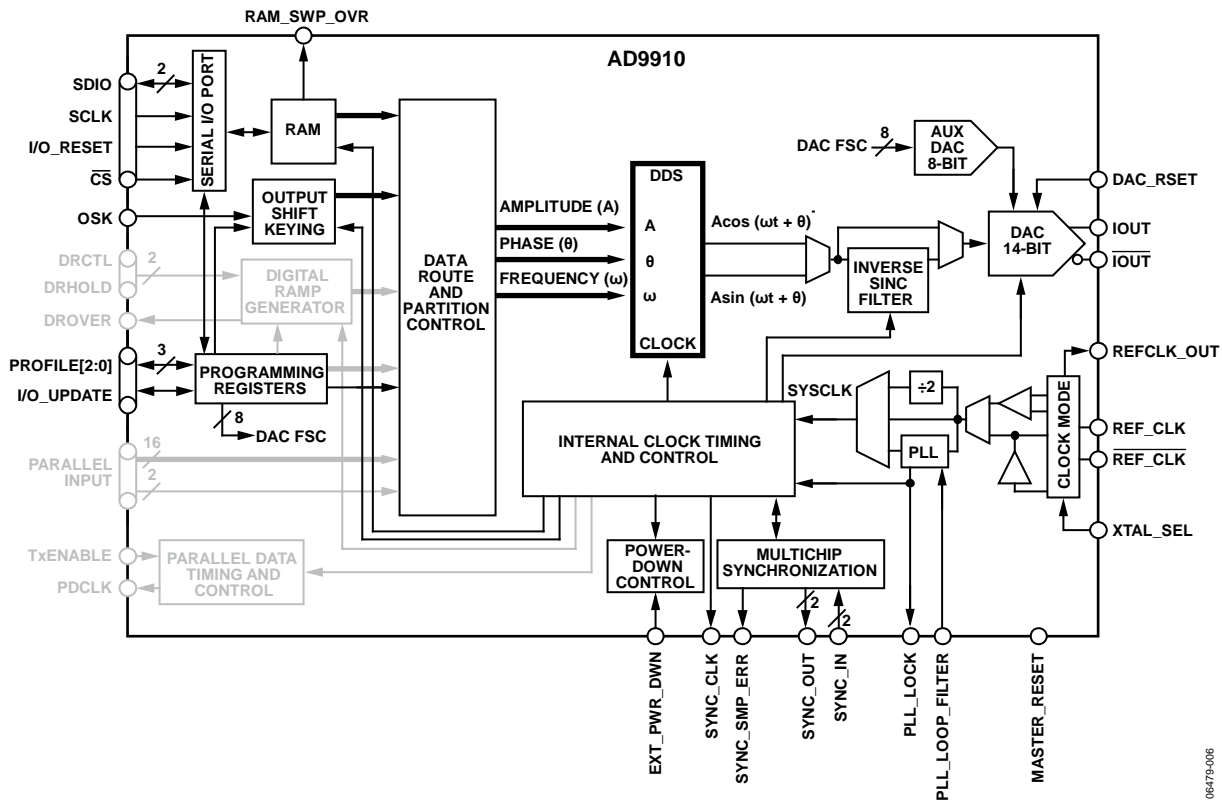 RAM_SWP_OVR
AD9910
SDIO
2
SCLK
I/O_RESET
CS
SERIAL I/O PORT
RAM
OSK
OUTPUT
SHIFT
KEYING
DRCTL
2
DRHOLD
DROVER
DIGITAL
RAMP
GENERATOR
PROFILE[2:0]
3
I/O_UPDATE
PROGRAMMING
REGISTERS
8
DAC FSC
PARALLEL
INPUT
16
2
TxENABLE
PDCLK
PARALLEL DATA
TIMING AND
CONTROL
DATA
ROUTE
AND
PARTITION
CONTROL
AMPLITUDE (A)
PHASE (θ)
FREQUENCY (ω)
DDS
A
θ
ω
CLOCK
Acos (ωt + θ)
Asin (ωt + θ)
INVERSE
SINC
FILTER
DAC FSC
8
AUX
DAC
8-BIT
DAC
14-BIT
DAC_RSET
IOUT
IOUT
REFCLK_OUT
REF_CLK
REF_CLK
XTAL_SEL
CLOCK MODE
÷2
PLL
SYSCLK
INTERNAL CLOCK TIMING
AND CONTROL
POWER-
DOWN
CONTROL
MULTICHIP
SYNCHRONIZATION
2
2
EXT_PWR_DWN
SYNC_CLK
SYNC_SMP_ERR
SYNC_OUT
SYNC_IN
PLL_LOCK
PLL_LOOP_FILTER
MASTER_RESET
06479-006